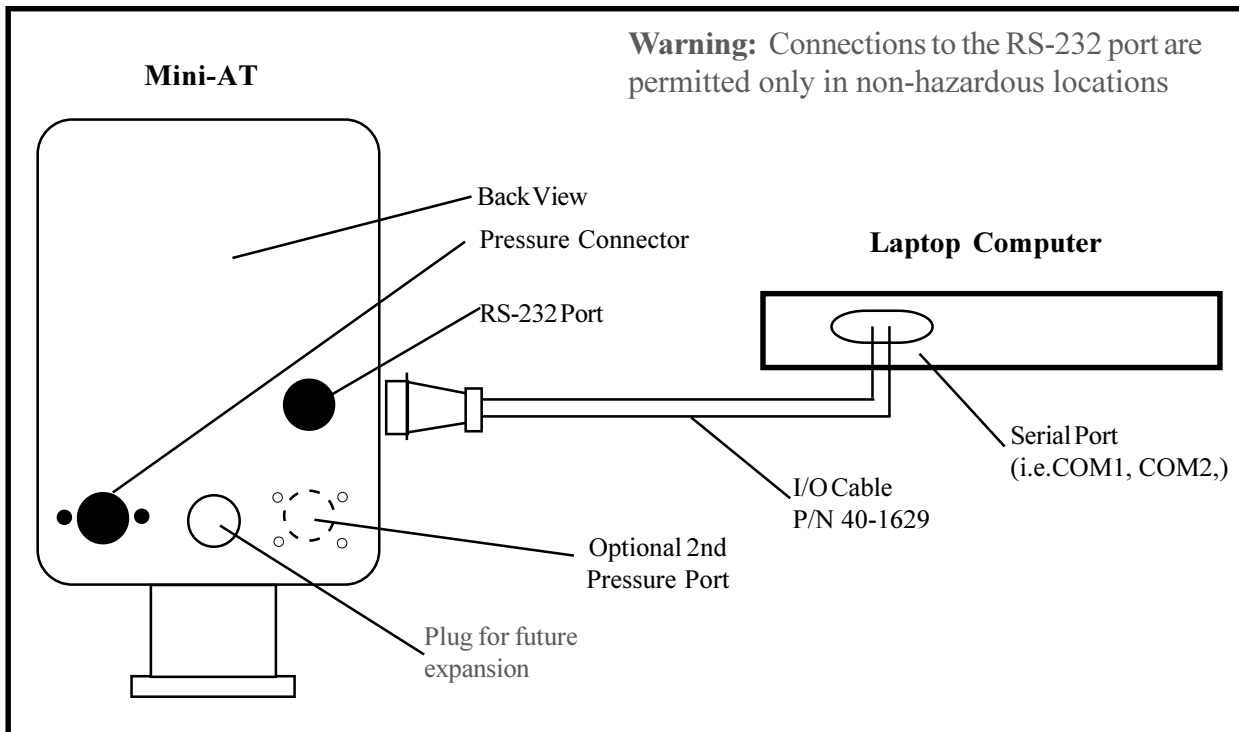 Warning: Connections to the RS-232 port are
permitted only in non-hazardous locations
Mini-AT
Back View
Pressure Connector
Laptop Computer
RS-232 Port
Serial Port
(i.e.COM1, COM2,)
I/O Cable
P/N 40-1629
Optional 2nd
Pressure Port
Plug for future
expansion